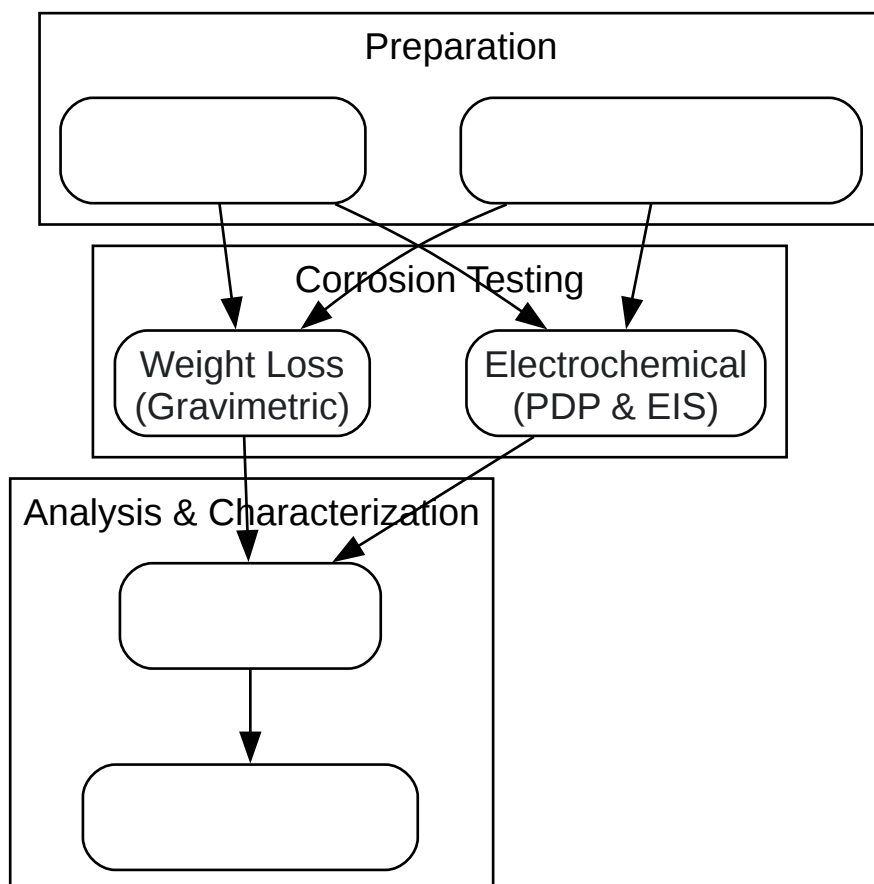 Preparation
Corrosion Testing
Weight Loss
(Gravimetric)
Electrochemical
(PDP & EIS)
Analysis & Characterization